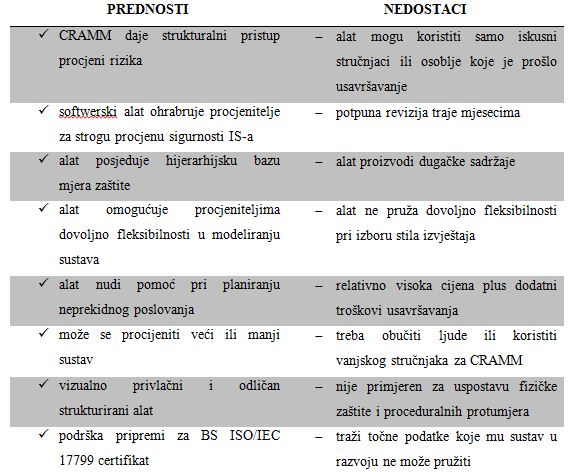 PREDNOSTI NEDOSTACI
✓ CRAMM daje strukturalni pristup
procjeni rizika
– alat mogu koristiti samo iskusni
stručnjaci ili osoblje koje je prošlo
usavršavanje
✓ softwerski alat ohrabruje procjenitelje
za strogu procjenu sigurnosti IS-a
– potpuna revizija traje mjesecima
✓ alat posjeduje hijerarhijsku bazu
mjera zaštite
– alat proizvodi dugačke sadržaje
✓ alat omogućuje procjeniteljima
dovoljno fleksibilnosti u modeliranju
sustava
– alat ne pruža dovoljno fleksibilnosti
pri izboru stila izvještaja
✓ alat nudi pomoć pri planiranju
neprekidnog poslovanja
– relativno visoka cijena plus dodatni
troškovi usavršavanja
✓ može se procijeniti veći ili manji
sustav
– treba obučiti ljude ili koristiti
vanjskog stručnjaka za CRAMM
✓ vizualno privlačni i odličan
strukturirani alat
– nije primjeren za uspostavu fizičke
zaštite i proceduralnih protumjera
✓ podrška pripremi za BS ISO/IEC
17799 certifikat
– traži točne podatke koje mu sustav u
razvoju ne može pružiti